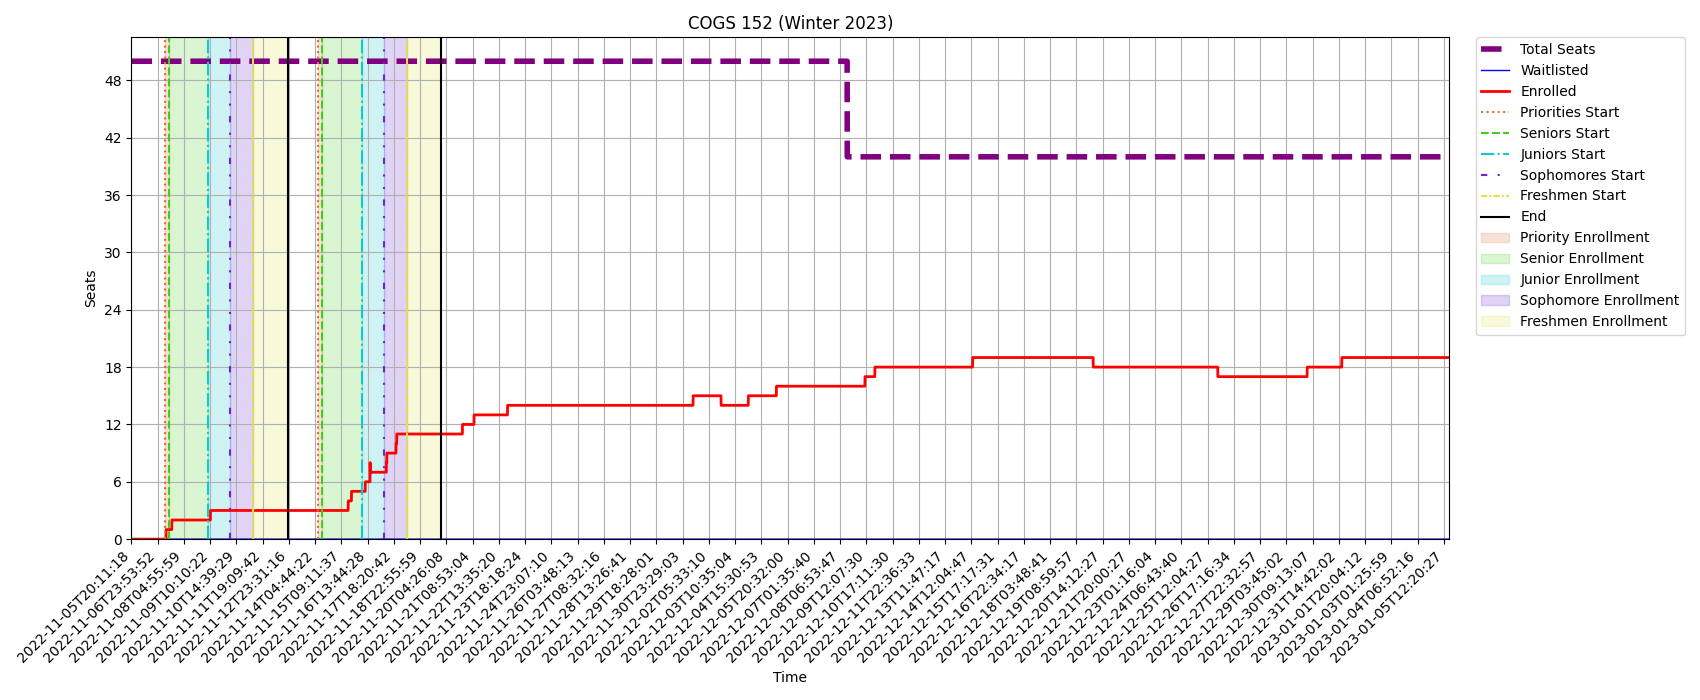 COGS 152 (Winter 2023)
Seats
48
42
36
30
24
18
12
6
0
2022-11-05T20:11:18
2022-11-06T23:53:52
2022-11-08T04:55:59
2022-11-09T10:10:22
2022-11-10T14:39:29
2022-11-11T19:09:42
2022-11-12T23:31:16
2022-11-14T04:44:22
2022-11-15T09:11:37
2022-11-16T13:44:28
2022-11-17T18:20:42
2022-11-18T22:55:59
2022-11-20T04:26:08
2022-11-21T08:53:04
2022-11-22T13:35:20
2022-11-23T18:18:24
2022-11-24T23:07:10
2022-11-26T03:48:13
2022-11-27T08:32:16
2022-11-28T13:26:41
2022-11-29T18:28:01
2022-11-30T23:29:03
2022-12-02T05:33:10
2022-12-03T10:35:04
2022-12-04T15:30:53
2022-12-05T20:32:00
2022-12-07T01:35:40
2022-12-08T06:53:47
2022-12-09T12:07:30
2022-12-10T17:11:30
2022-12-11T22:36:33
2022-12-13T11:47:17
2022-12-14T12:04:47
2022-12-15T17:17:31
2022-12-16T22:34:17
2022-12-18T03:48:41
2022-12-19T08:59:57
2022-12-20T14:12:27
2022-12-21T20:00:27
2022-12-23T01:16:04
2022-12-24T06:43:40
2022-12-25T12:04:27
2022-12-26T17:16:34
2022-12-27T22:32:57
2022-12-29T03:45:02
2022-12-30T09:13:07
2022-12-31T14:42:02
2023-01-01T20:04:12
2023-01-03T01:25:59
2023-01-04T06:52:16
2023-01-05T12:20:27
Time
Total Seats
Waitlisted
Enrolled
Priorities Start
Seniors Start
Juniors Start
Sophomores Start
Freshmen Start
End
Priority Enrollment
Senior Enrollment
Junior Enrollment
Sophomore Enrollment
Freshmen Enrollment